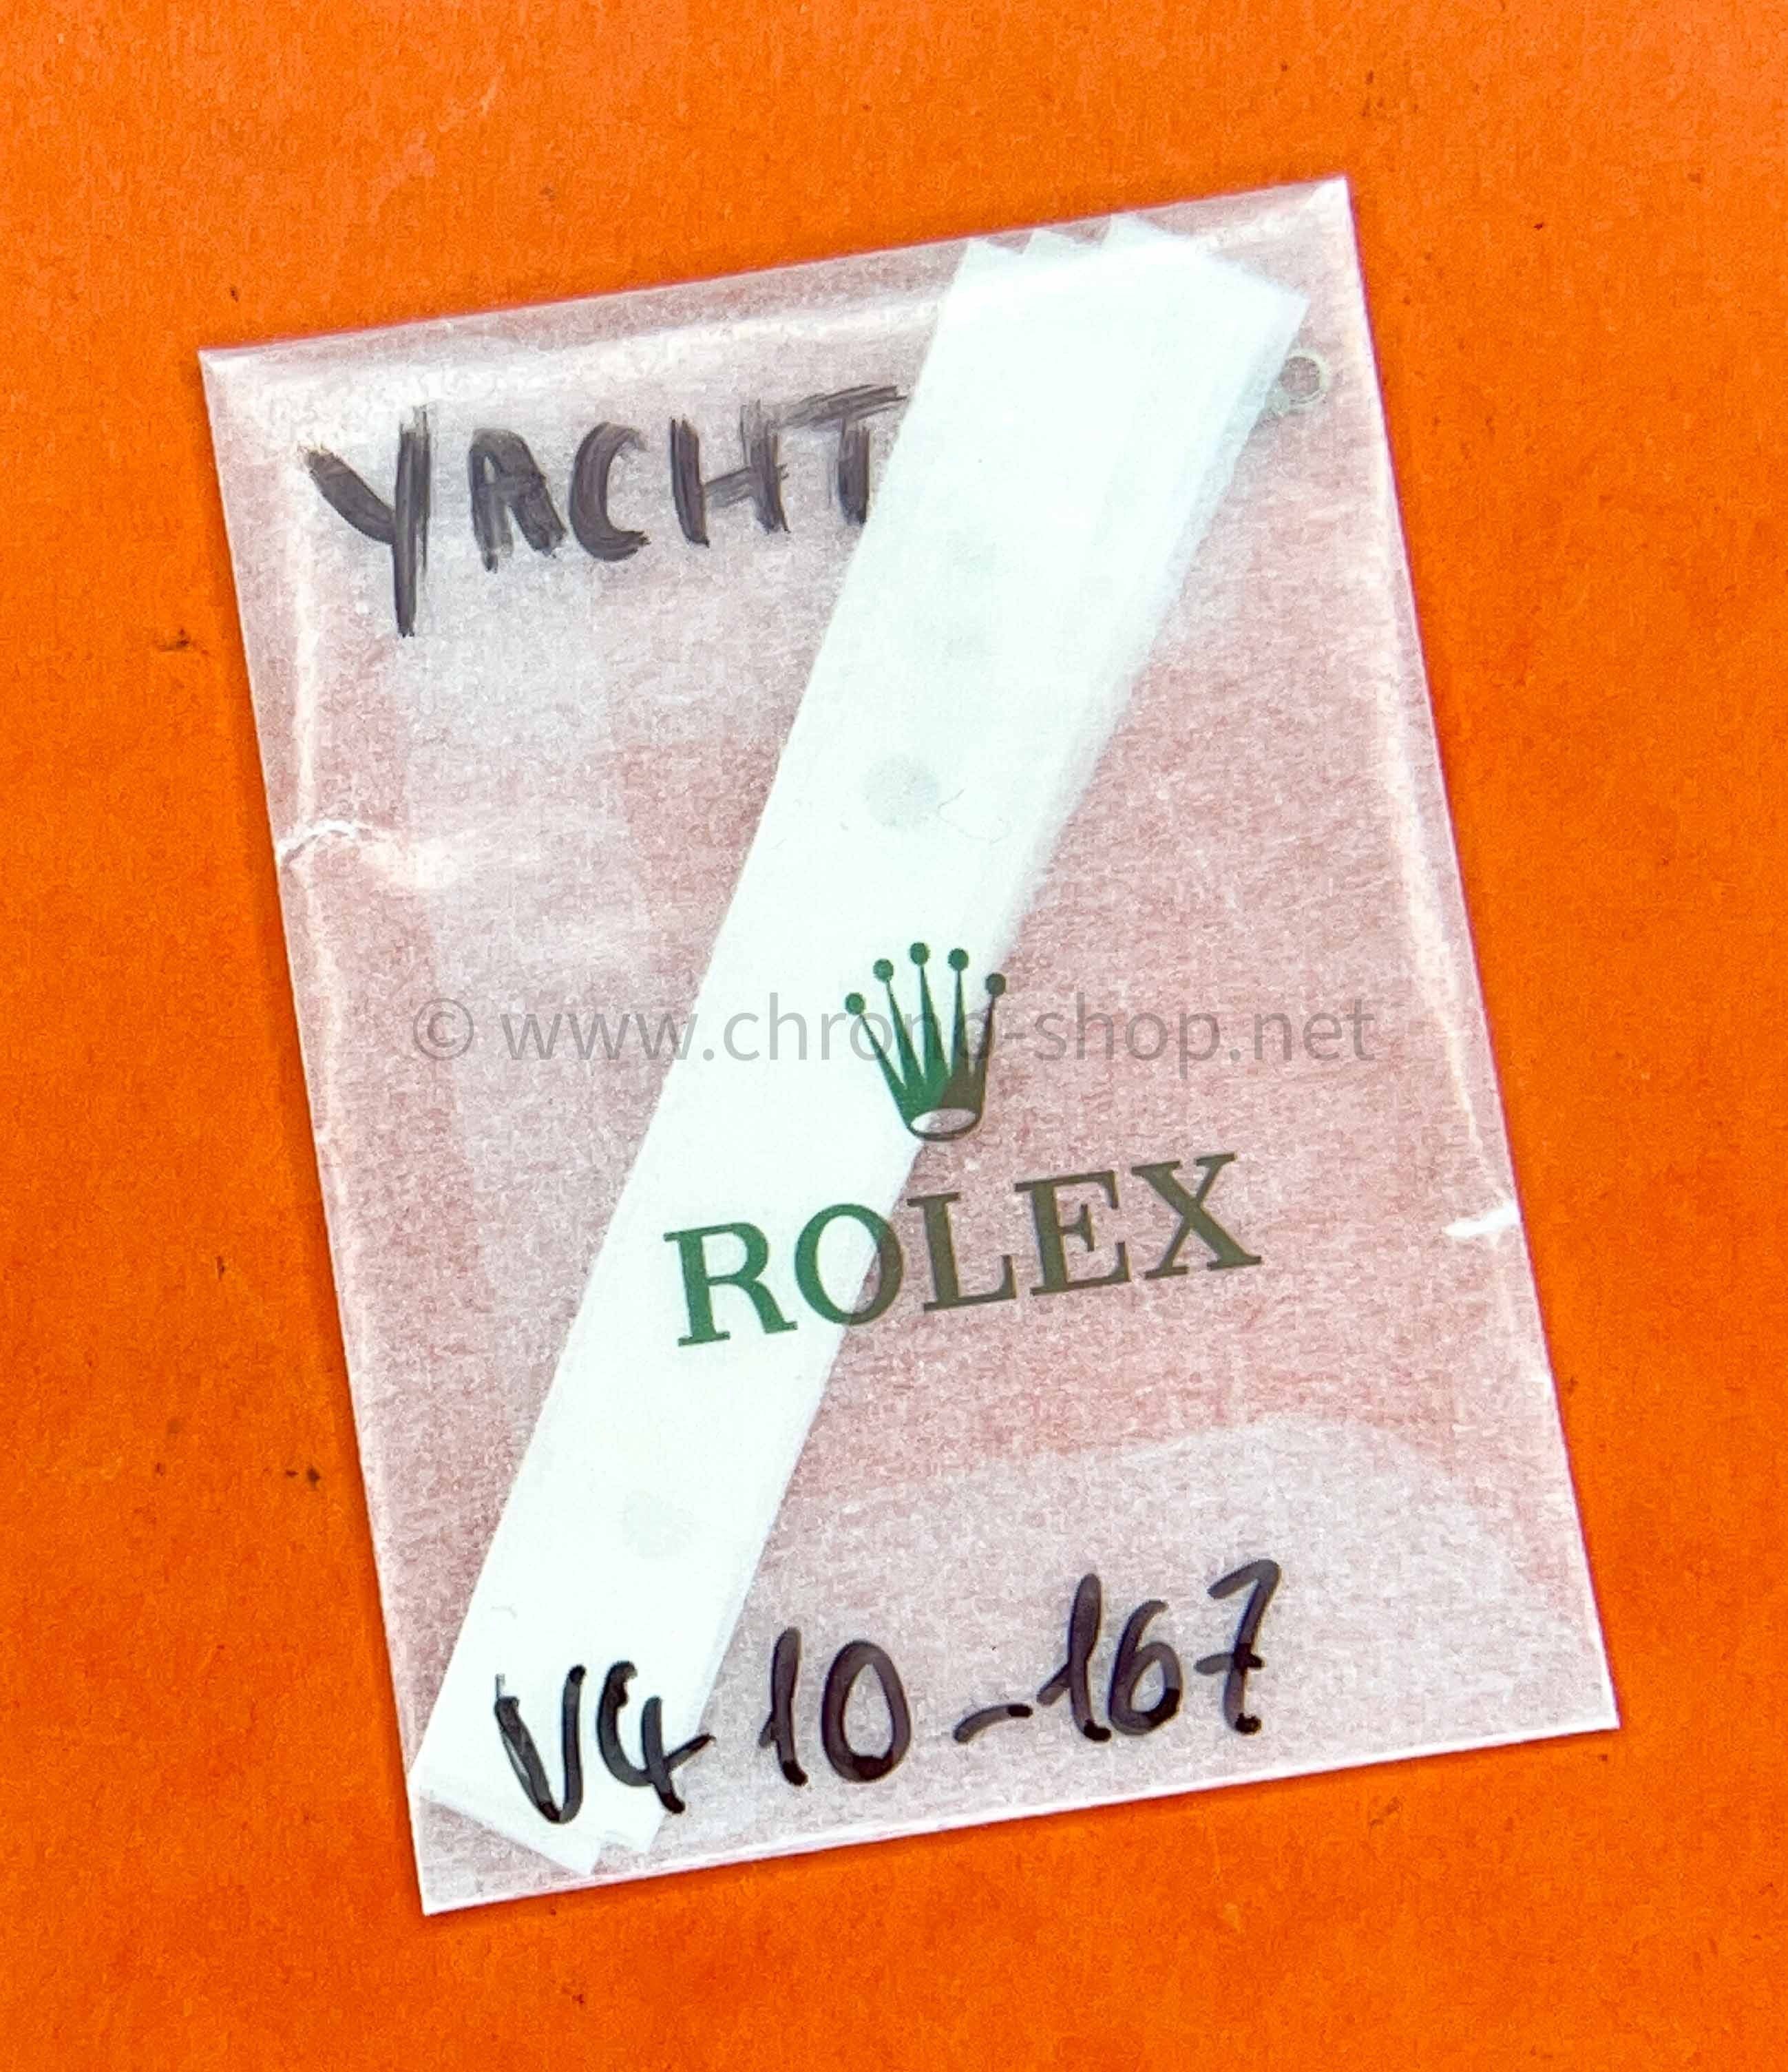 YACHT
© www.chrono-shop.net
ROLEX
V4 10-167